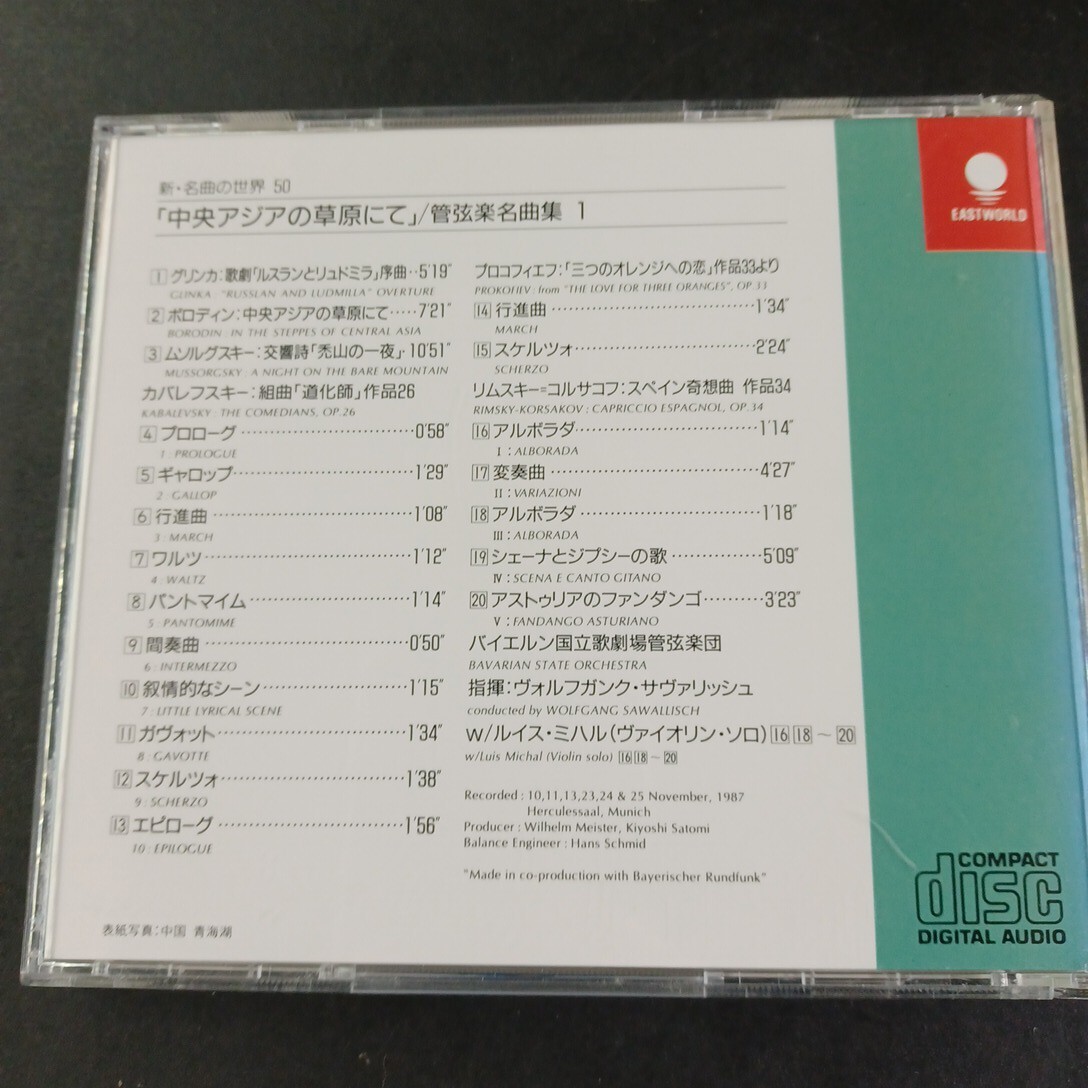 新・名曲の世界 50
「中央アジアの草原にて」/管弦楽名曲集 1
1 グリンカ:歌劇「ルスランとリュドミラ」序曲‥5'19"
GLINKA : "RUSSLAN AND LUDMILLA" OVERTURE
2 ボロディン:中央アジアの草原にて‥‥‥7'21"
BORODIN : IN THE STEPPES OF CENTRAL ASIA
3 ムソルグスキー:交響詩「禿山の一夜」‥10'51"
MUSSORGSKY : A NIGHT ON THE BARE MOUNTAIN
カバレフスキー:組曲「道化師」作品26
KABALEVSKY : THE COMEDIANS, OP.26
4 プロローグ‥‥‥0'58"
1 : PROLOGUE
5 ギャロップ‥‥‥1'29"
2 : GALLOP
6 行進曲‥‥‥1'08"
3 : MARCH
7 ワルツ‥‥‥1'12"
4 : WALTZ
8 パントマイム‥‥‥1'14"
5 : PANTOMIME
9 間奏曲‥‥‥0'50"
6 : INTERMEZZO
10 叙情的なシーン‥‥‥1'15"
7 : LITTLE LYRICAL SCENE
11 ガヴォット‥‥‥1'34"
8 : GAVOTTE
12 スケルツォ‥‥‥1'38"
9 : SCHERZO
13 エピローグ‥‥‥1'56"
10 : EPILOGUE
表紙写真:中国 青海湖
プロコフィエフ:「三つのオレンジへの恋」作品33より
PROKOFIEV : from "THE LOVE FOR THREE ORANGES", OP.33
14 行進曲‥‥‥1'34"
MARCH
15 スケルツォ‥‥‥2'24"
SCHERZO
リムスキー=コルサコフ:スペイン奇想曲 作品34
RIMSKY-KORSAKOV : CAPRICCIO ESPAGNOL, OP.34
16 アルボラダ‥‥‥1'14"
I : ALBORADA
17 変奏曲‥‥‥4'27"
II : VARIAZIONI
18 アルボラダ‥‥‥1'18"
III : ALBORADA
19 シェーナとジプシーの歌‥‥‥5'09"
IV : SCENA E CANTO GITANO
20 アストゥリアのファンダンゴ‥‥‥3'23"
V : FANDANGO ASTURIANO
バイエルン国立歌劇場管弦楽団
BAVARIAN STATE ORCHESTRA
指揮:ヴォルフガンク・サヴァリッシュ
conducted by WOLFGANG SAWALLISCH
w/ルイス・ミハル(ヴァイオリン・ソロ) 16 18 ~ 20
w/Luis Michal (Violin solo) 16 18 ~ 20
Recorded : 10,11,13,23,24 & 25 November, 1987
Herculessaal, Munich
Producer : Wilhelm Meister, Kiyoshi Satomi
Balance Engineer : Hans Schmid
"Made in co-production with Bayerischer Rundfunk"
EASTWORLD
COMPACT
disc
DIGITAL AUDIO